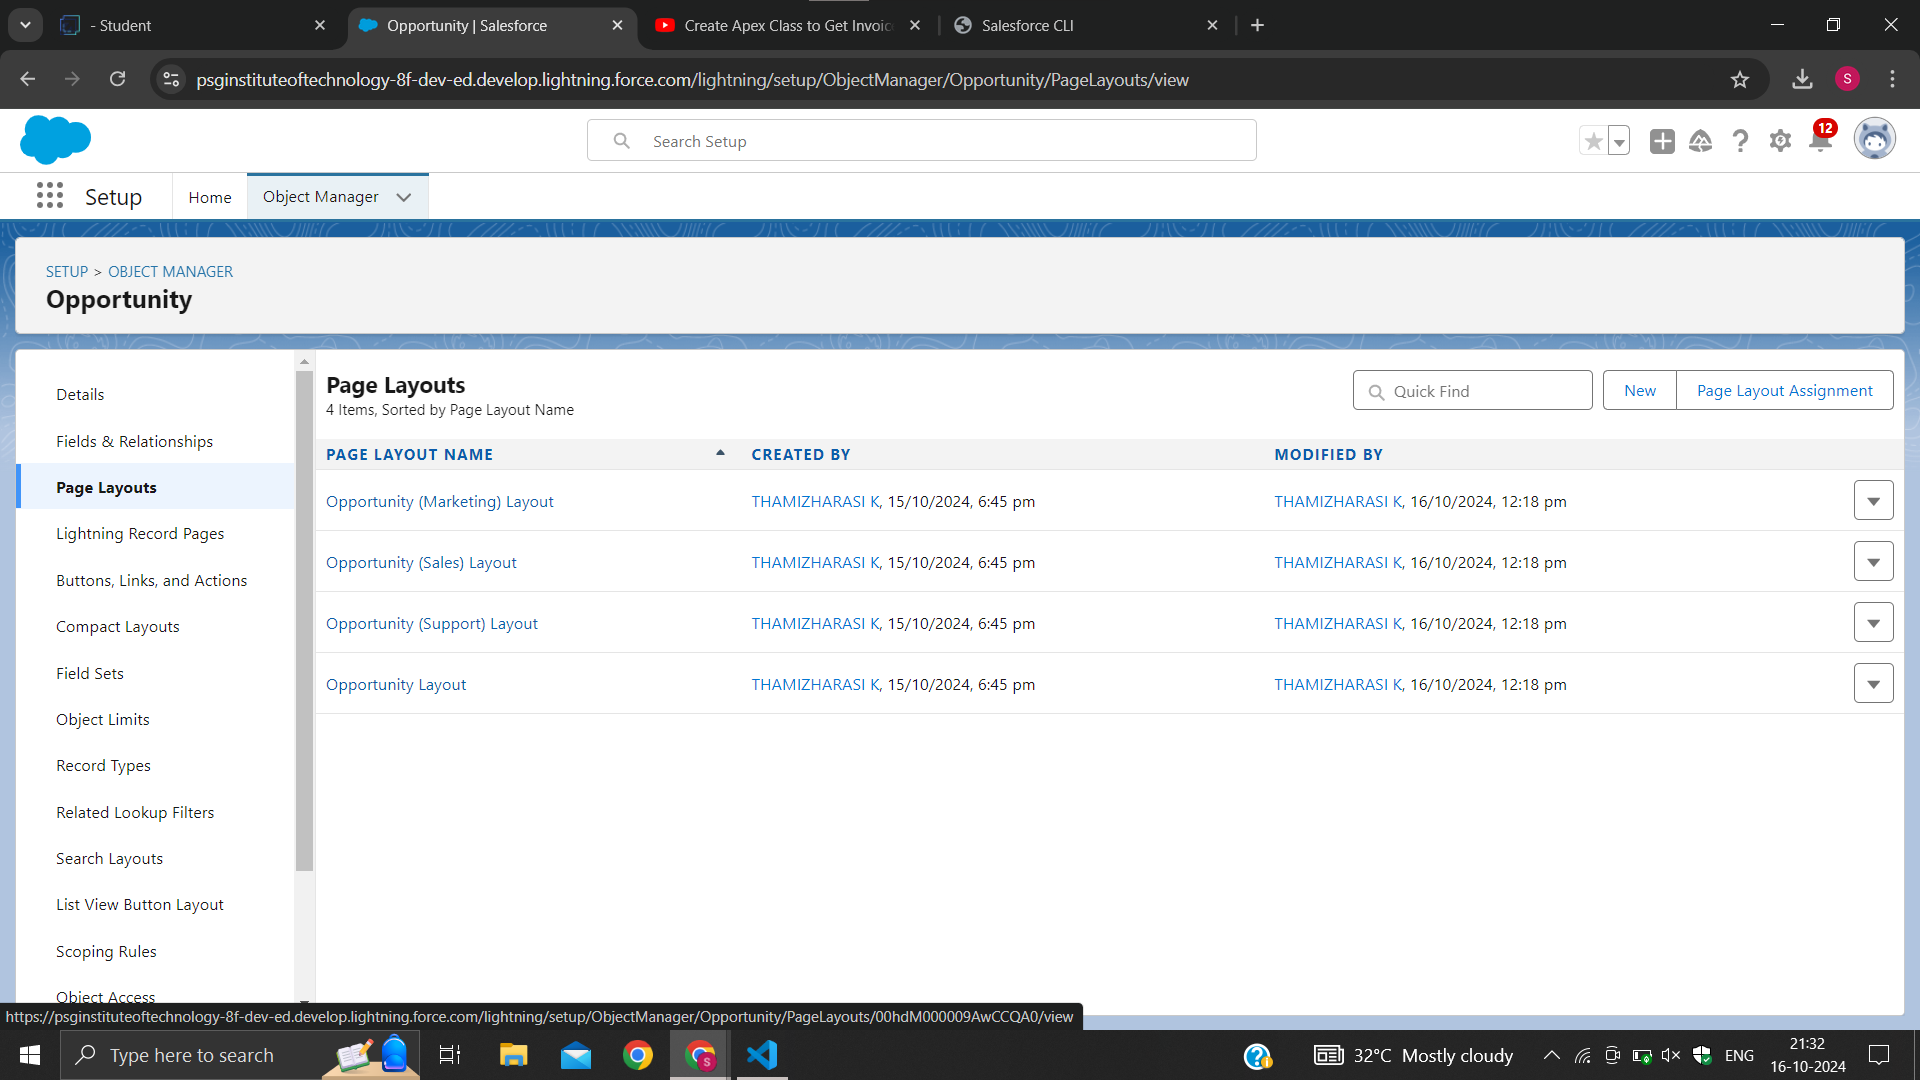 - Student
Opportunity | Salesforce
Create Apex Class to Get Invoic
Salesforce CLI
psginstituteoftechnology-8f-dev-ed.develop.lightning.force.com/lightning/setup/ObjectManager/Opportunity/PageLayouts/view
S
Search Setup
12
Setup
Home
Object Manager
SETUP > OBJECT MANAGER
Opportunity
Details
Fields & Relationships
Page Layouts
Lightning Record Pages
Buttons, Links, and Actions
Compact Layouts
Field Sets
Object Limits
Record Types
Related Lookup Filters
Search Layouts
List View Button Layout
Scoping Rules
Object Access
Page Layouts
4 Items, Sorted by Page Layout Name
Quick Find
New
Page Layout Assignment
PAGE LAYOUT NAME CREATED BY MODIFIED BY
Opportunity (Marketing) Layout THAMIZHARASI K, 15/10/2024, 6:45 pm THAMIZHARASI K, 16/10/2024, 12:18 pm
Opportunity (Sales) Layout THAMIZHARASI K, 15/10/2024, 6:45 pm THAMIZHARASI K, 16/10/2024, 12:18 pm
Opportunity (Support) Layout THAMIZHARASI K, 15/10/2024, 6:45 pm THAMIZHARASI K, 16/10/2024, 12:18 pm
Opportunity Layout THAMIZHARASI K, 15/10/2024, 6:45 pm THAMIZHARASI K, 16/10/2024, 12:18 pm
https://psginstituteoftechnology-8f-dev-ed.develop.lightning.force.com/lightning/setup/ObjectManager/Opportunity/PageLayouts/00hdM000009AwCCQA0/view
Type here to search
S
32°C Mostly cloudy
ENG
21:32
16-10-2024